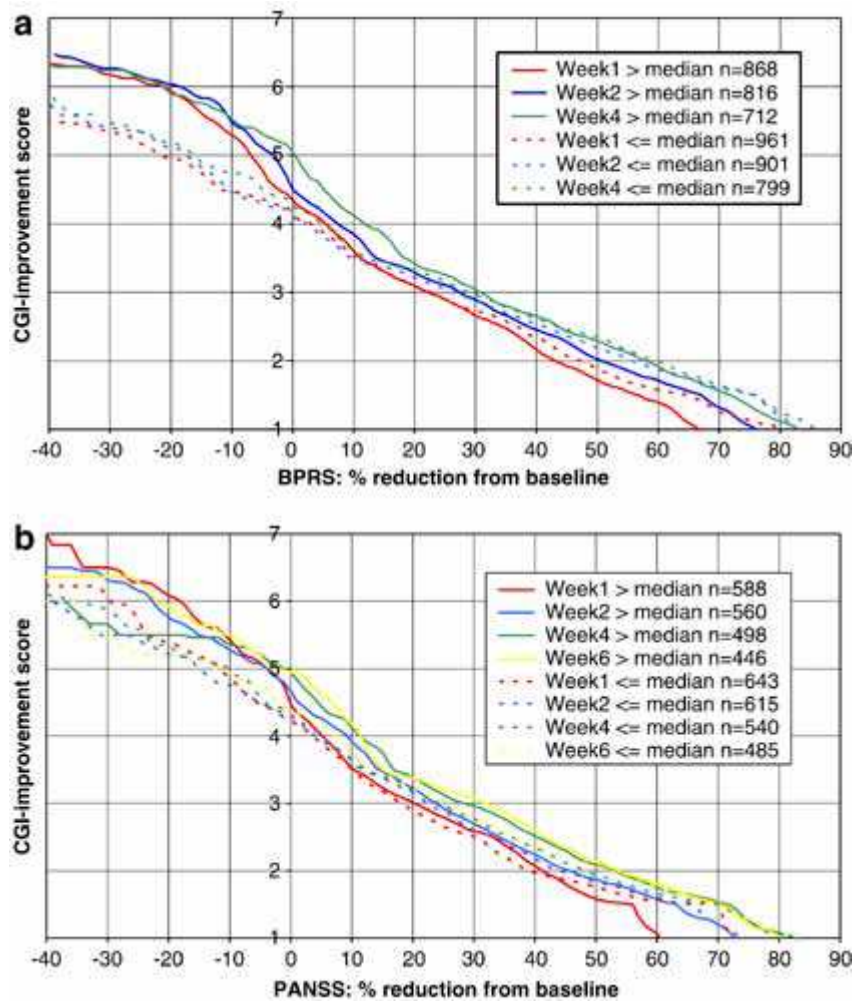 a
7
6
5
4
3
2
1
CGI-improvement score
Week1 > median n=868
Week2 > median n=816
Week4 > median n=712
Week1 <= median n=961
Week2 <= median n=901
Week4 <= median n=799
-40 -30 -20 -10 0 10 20 30 40 50 60 70 80 90
BPRS: % reduction from baseline
b
7
6
5
4
3
2
1
CGI-improvement score
Week1 > median n=588
Week2 > median n=560
Week4 > median n=498
Week6 > median n=446
Week1 <= median n=643
Week2 <= median n=615
Week4 <= median n=540
Week6 <= median n=485
-40 -30 -20 -10 0 10 20 30 40 50 60 70 80 90
PANSS: % reduction from baseline